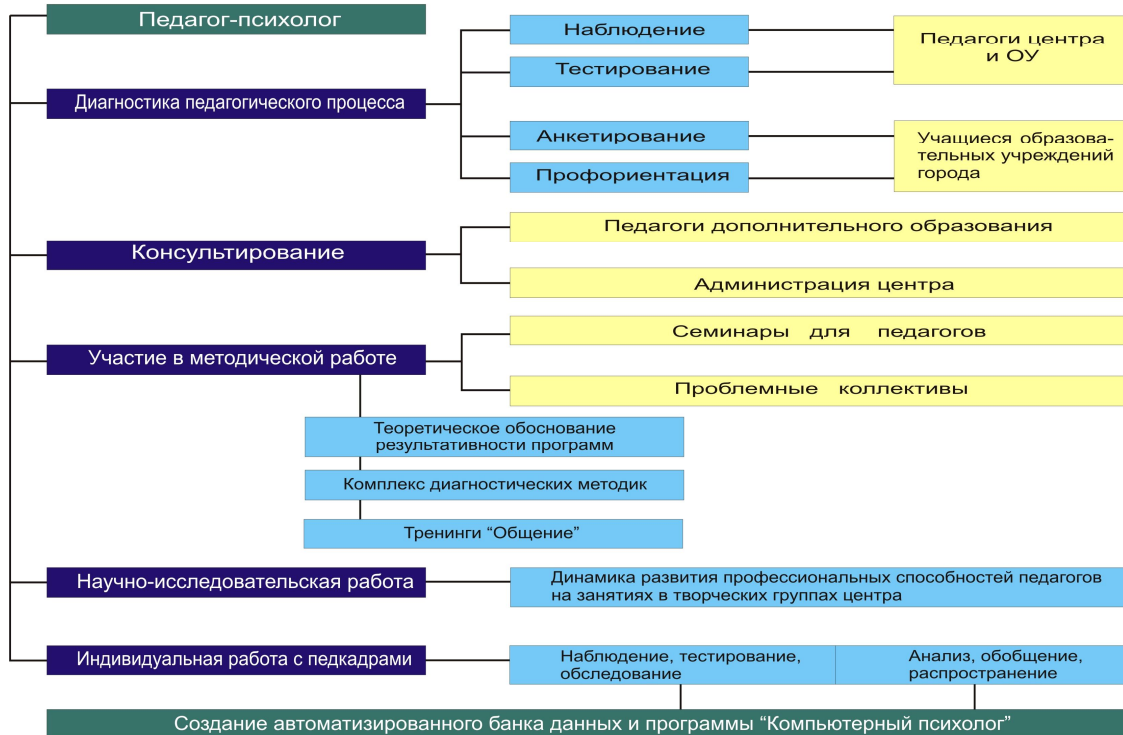 Педагог-психолог
Диагностика педагогического процесса
Наблюдение
Тестирование
Педагоги центра
и ОУ
Анкетирование
Профориентация
Учащиеся образова-
тельных учреждений
города
Консультирование
Педагоги дополнительного образования
Администрация центра
Участие в методической работе
Семинары для педагогов
Проблемные коллективы
Теоретическое обоснование
результативности программ
Комплекс диагностических методик
Тренинги “Общение”
Научно-исследовательская работа
Динамика развития профессиональных способностей педагогов
на занятиях в творческих группах центра
Индивидуальная работа с педкадрами
Наблюдение, тестирование,
обследование
Анализ, обобщение,
распространение
Создание автоматизированного банка данных и программы “Компьютерный психолог”